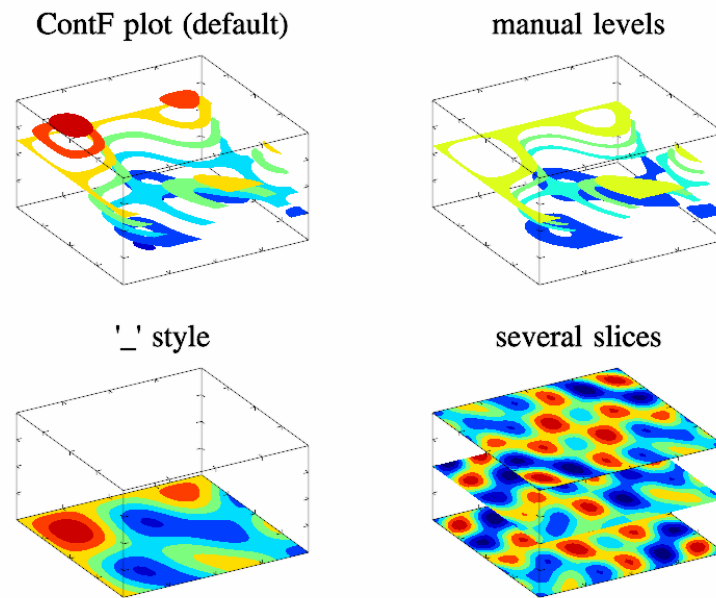 ContF plot (default)
manual levels
'_' style
several slices